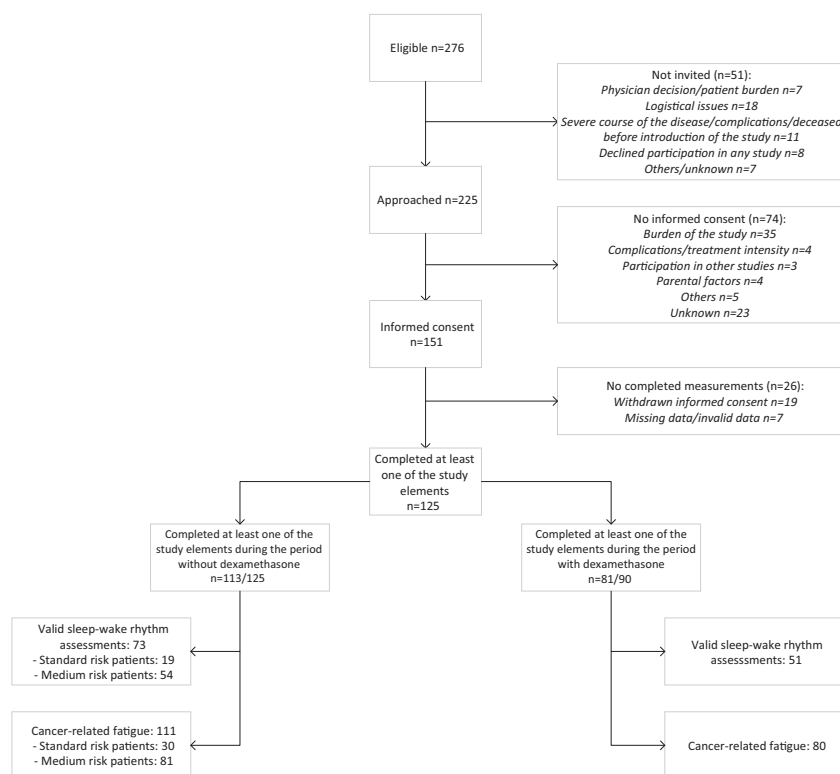 Eligible n=276
Not invited (n=51):
Physician decision/patient burden n=7
Logistical issues n=18
Severe course of the disease/complications/deceased
before introduction of the study n=11
Declined participation in any study n=8
Others/unknown n=7
Approached n=225
No informed consent (n=74):
Burden of the study n=35
Complications/treatment intensity n=4
Participation in other studies n=3
Parental factors n=4
Others n=5
Unknown n=23
Informed consent
n=151
No completed measurements (n=26):
Withdrawn informed consent n=19
Missing data/invalid data n=7
Completed at least
one of the study
elements
n=125
Completed at least one of the
study elements during the period
without dexamethasone
n=113/125
Completed at least one of the
study elements during the period
with dexamethasone
n=81/90
Valid sleep-wake rhythm
assessments: 73
- Standard risk patients: 19
- Medium risk patients: 54
Valid sleep-wake rhythm
assesssments: 51
Cancer-related fatigue: 111
- Standard risk patients: 30
- Medium risk patients: 81
Cancer-related fatigue: 80